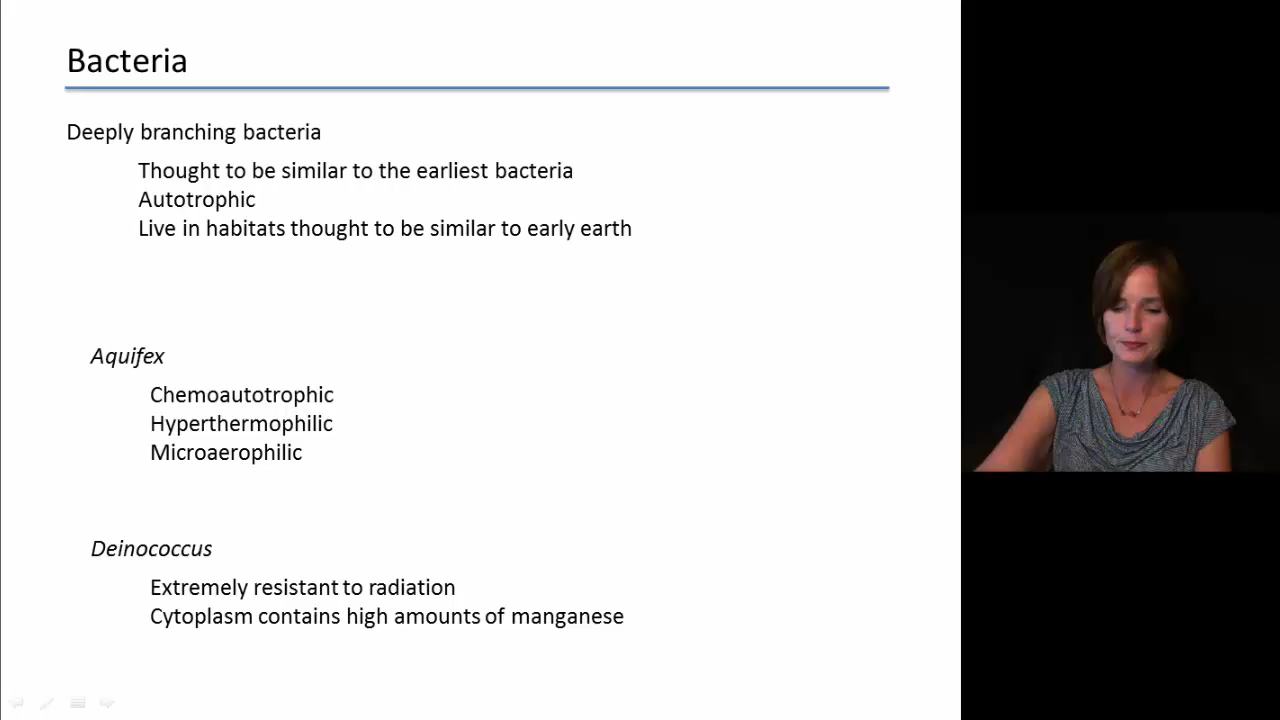 Bacteria
Deeply branching bacteria
Thought to be similar to the earliest bacteria
Autotrophic
Live in habitats thought to be similar to early earth
Aquifex
Chemoautotrophic
Hyperthermophilic
Microaerophilic
Deinococcus
Extremely resistant to radiation
Cytoplasm contains high amounts of manganese